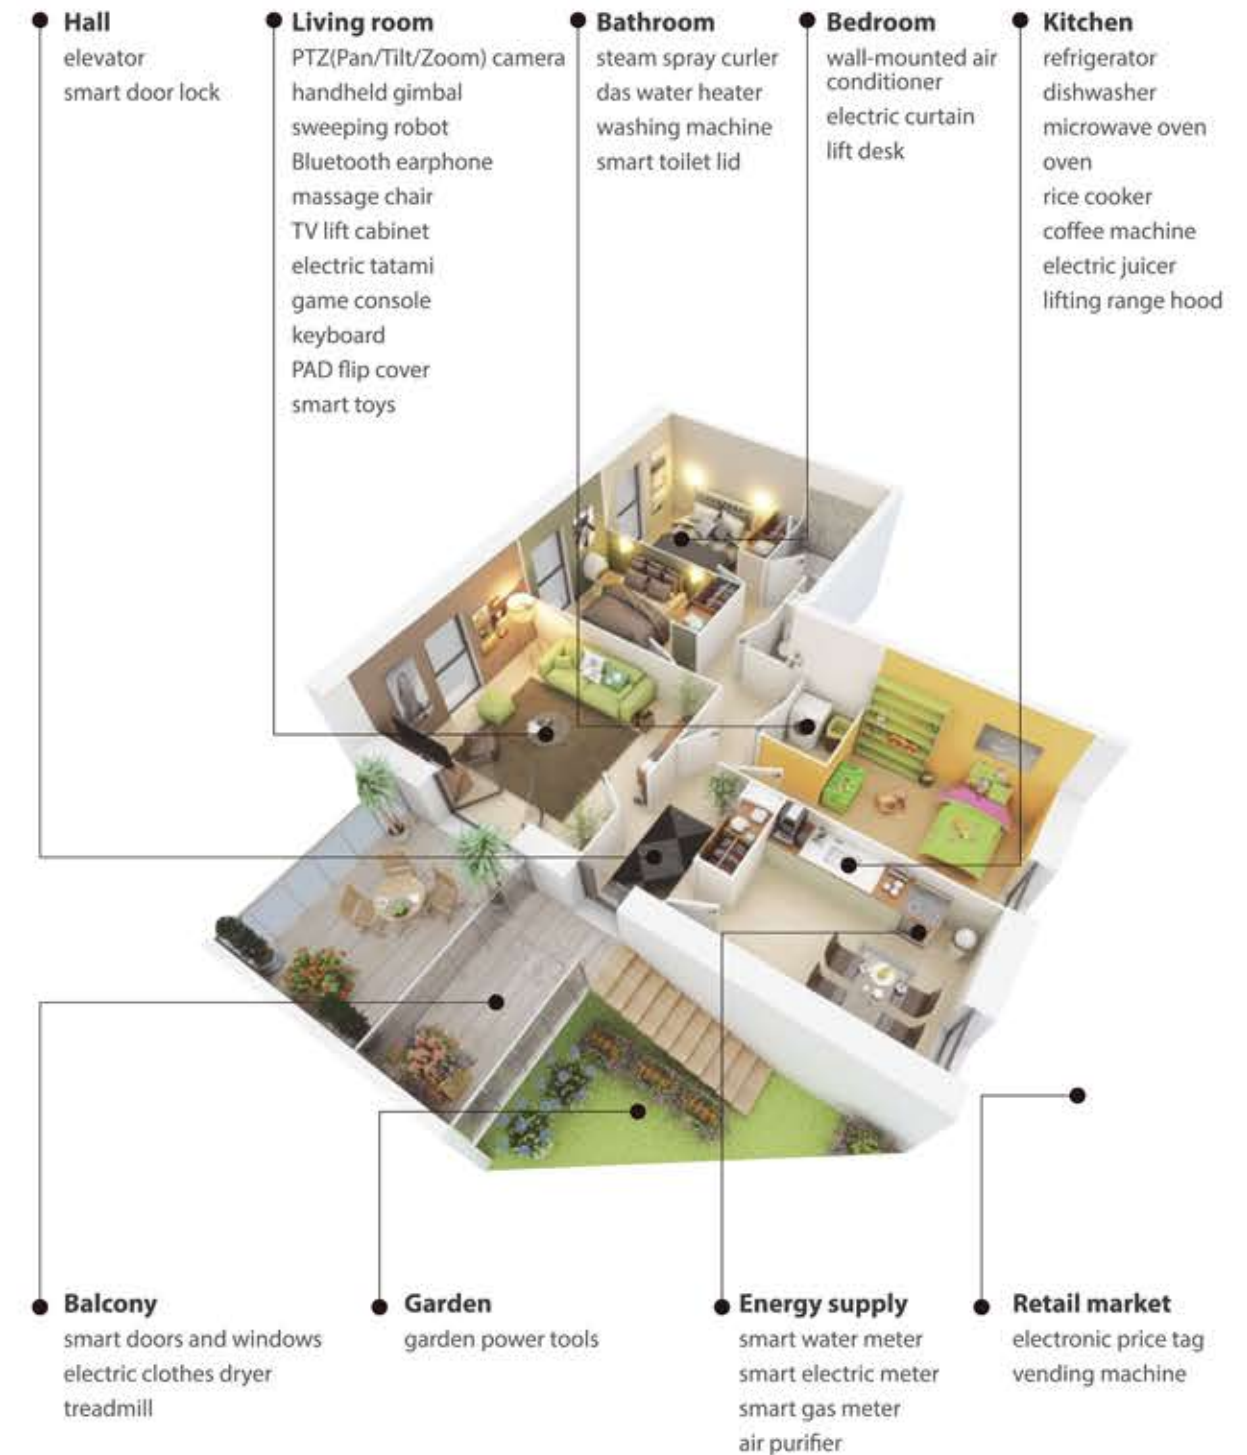 Hall
elevator
smart door lock
Living room
PTZ(Pan/Tilt/Zoom) camera
handheld gimbal
sweeping robot
Bluetooth earphone
massage chair
TV lift cabinet
electric tatami
game console
keyboard
PAD flip cover
smart toys
Bathroom
steam spray curler
das water heater
washing machine
smart toilet lid
Bedroom
wall-mounted air
conditioner
electric curtain
lift desk
Kitchen
refrigerator
dishwasher
microwave oven
oven
rice cooker
coffee machine
electric juicer
lifting range hood
Balcony
smart doors and windows
electric clothes dryer
treadmill
Garden
garden power tools
Energy supply
smart water meter
smart electric meter
smart gas meter
air purifier
Retail market
electronic price tag
vending machine